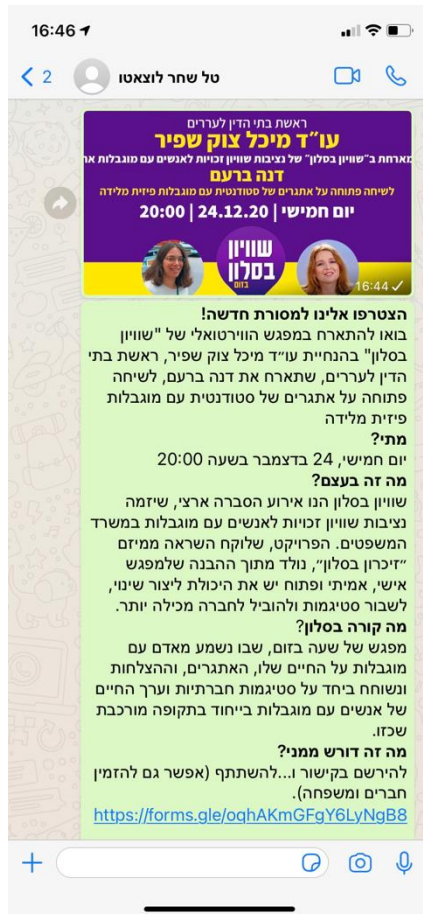 16:46
2
טל שחר לוצאטו
ראשת בתי הדין לעררים
עו״ד מיכל צוק שפיר
מארחת ב"שוויון בסלון" של נציבות שוויון זכויות לאנשים עם מוגבלות את
דנה ברעם
לשיחה פתוחה על אתגרים של סטודנטית עם מוגבלות פיזית מלידה
יום חמישי | 24.12.20 | 20:00
שוויון
בסלון
בזום
16:44
הצטרפו אלינו למסורת חדשה!
בואו להתארח במפגש הווירטואלי של "שוויון
בסלון" בהנחיית עו״ד מיכל צוק שפיר, ראשת בתי
הדין לעררים, שתארח את דנה ברעם, לשיחה
פתוחה על אתגרים של סטודנטית עם מוגבלות
פיזית מלידה
מתי?
יום חמישי, 24 בדצמבר בשעה 20:00
מה זה בעצם?
שוויון בסלון הנו אירוע הסברה ארצי, שיזמה
נציבות שוויון זכויות לאנשים עם מוגבלות במשרד
המשפטים. הפרויקט, שלוקח השראה ממיזם
״זיכרון בסלון״, נולד מתוך ההבנה שלמפגש
אישי, אמיתי ופתוח יש את היכולת ליצור שינוי,
לשבור סטיגמות ולהוביל לחברה מכילה יותר.
מה קורה בסלון?
מפגש של שעה בזום, שבו נשמע מאדם עם
מוגבלות על החיים שלו, האתגרים, וההצלחות
ונשוחח ביחד על סטיגמות חברתיות וערך החיים
של אנשים עם מוגבלות בייחוד בתקופה מורכבת
שכזו.
מה זה דורש ממני?
להירשם בקישור ו...להשתתף (אפשר גם להזמין
חברים ומשפחה).
https://forms.gle/oqhAKmGFgY6LyNgB8